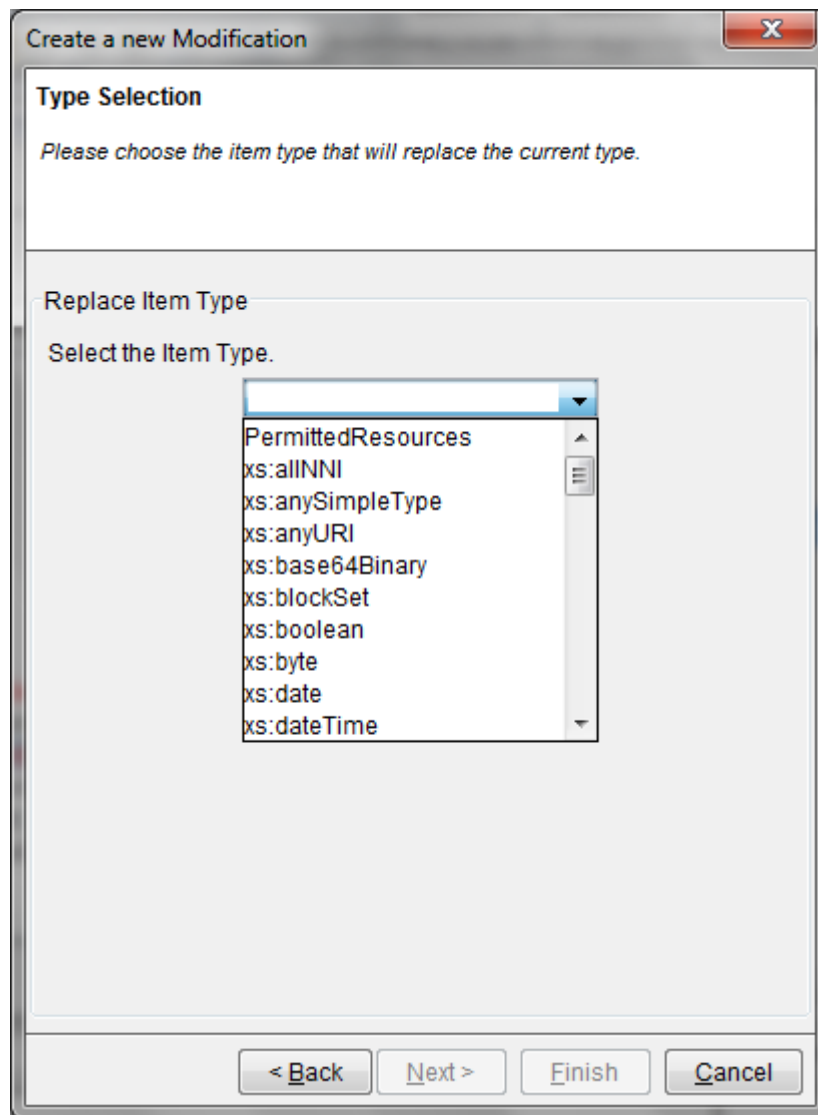 Create a new Modification
Type Selection
Please choose the item type that will replace the current type.
Replace Item Type
Select the Item Type.
PermittedResources
xs:allNNI
xs:anySimpleType
xs:anyURI
xs:base64Binary
xs:blockSet
xs:boolean
xs:byte
xs:date
xs:dateTime
< Back Next > Finish Cancel